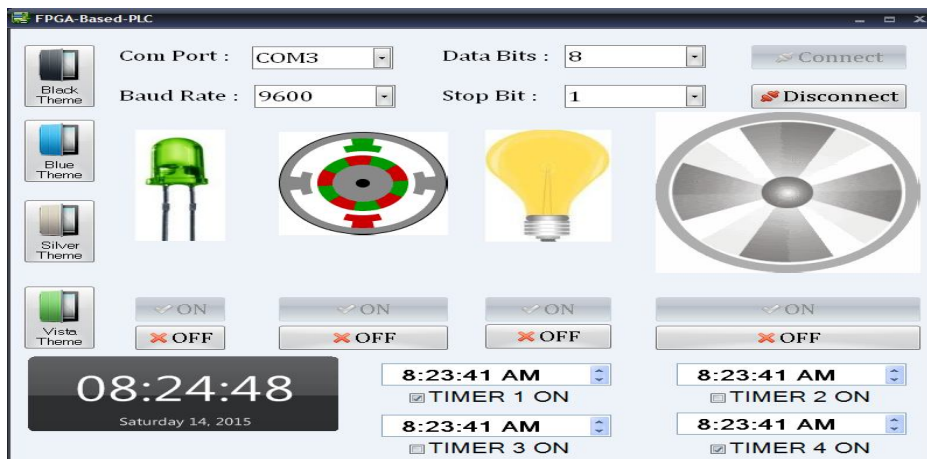 FPGA-Based-PLC
Black Theme
Com Port : COM3
Data Bits : 8
Connect
Baud Rate : 9600
Stop Bit : 1
Disconnect
Blue Theme
Silver Theme
Vista Theme
ON
ON
ON
ON
OFF
OFF
OFF
OFF
08:24:48
Saturday 14, 2015
8:23:41 AM
TIMER 1 ON
8:23:41 AM
TIMER 2 ON
8:23:41 AM
TIMER 3 ON
8:23:41 AM
TIMER 4 ON